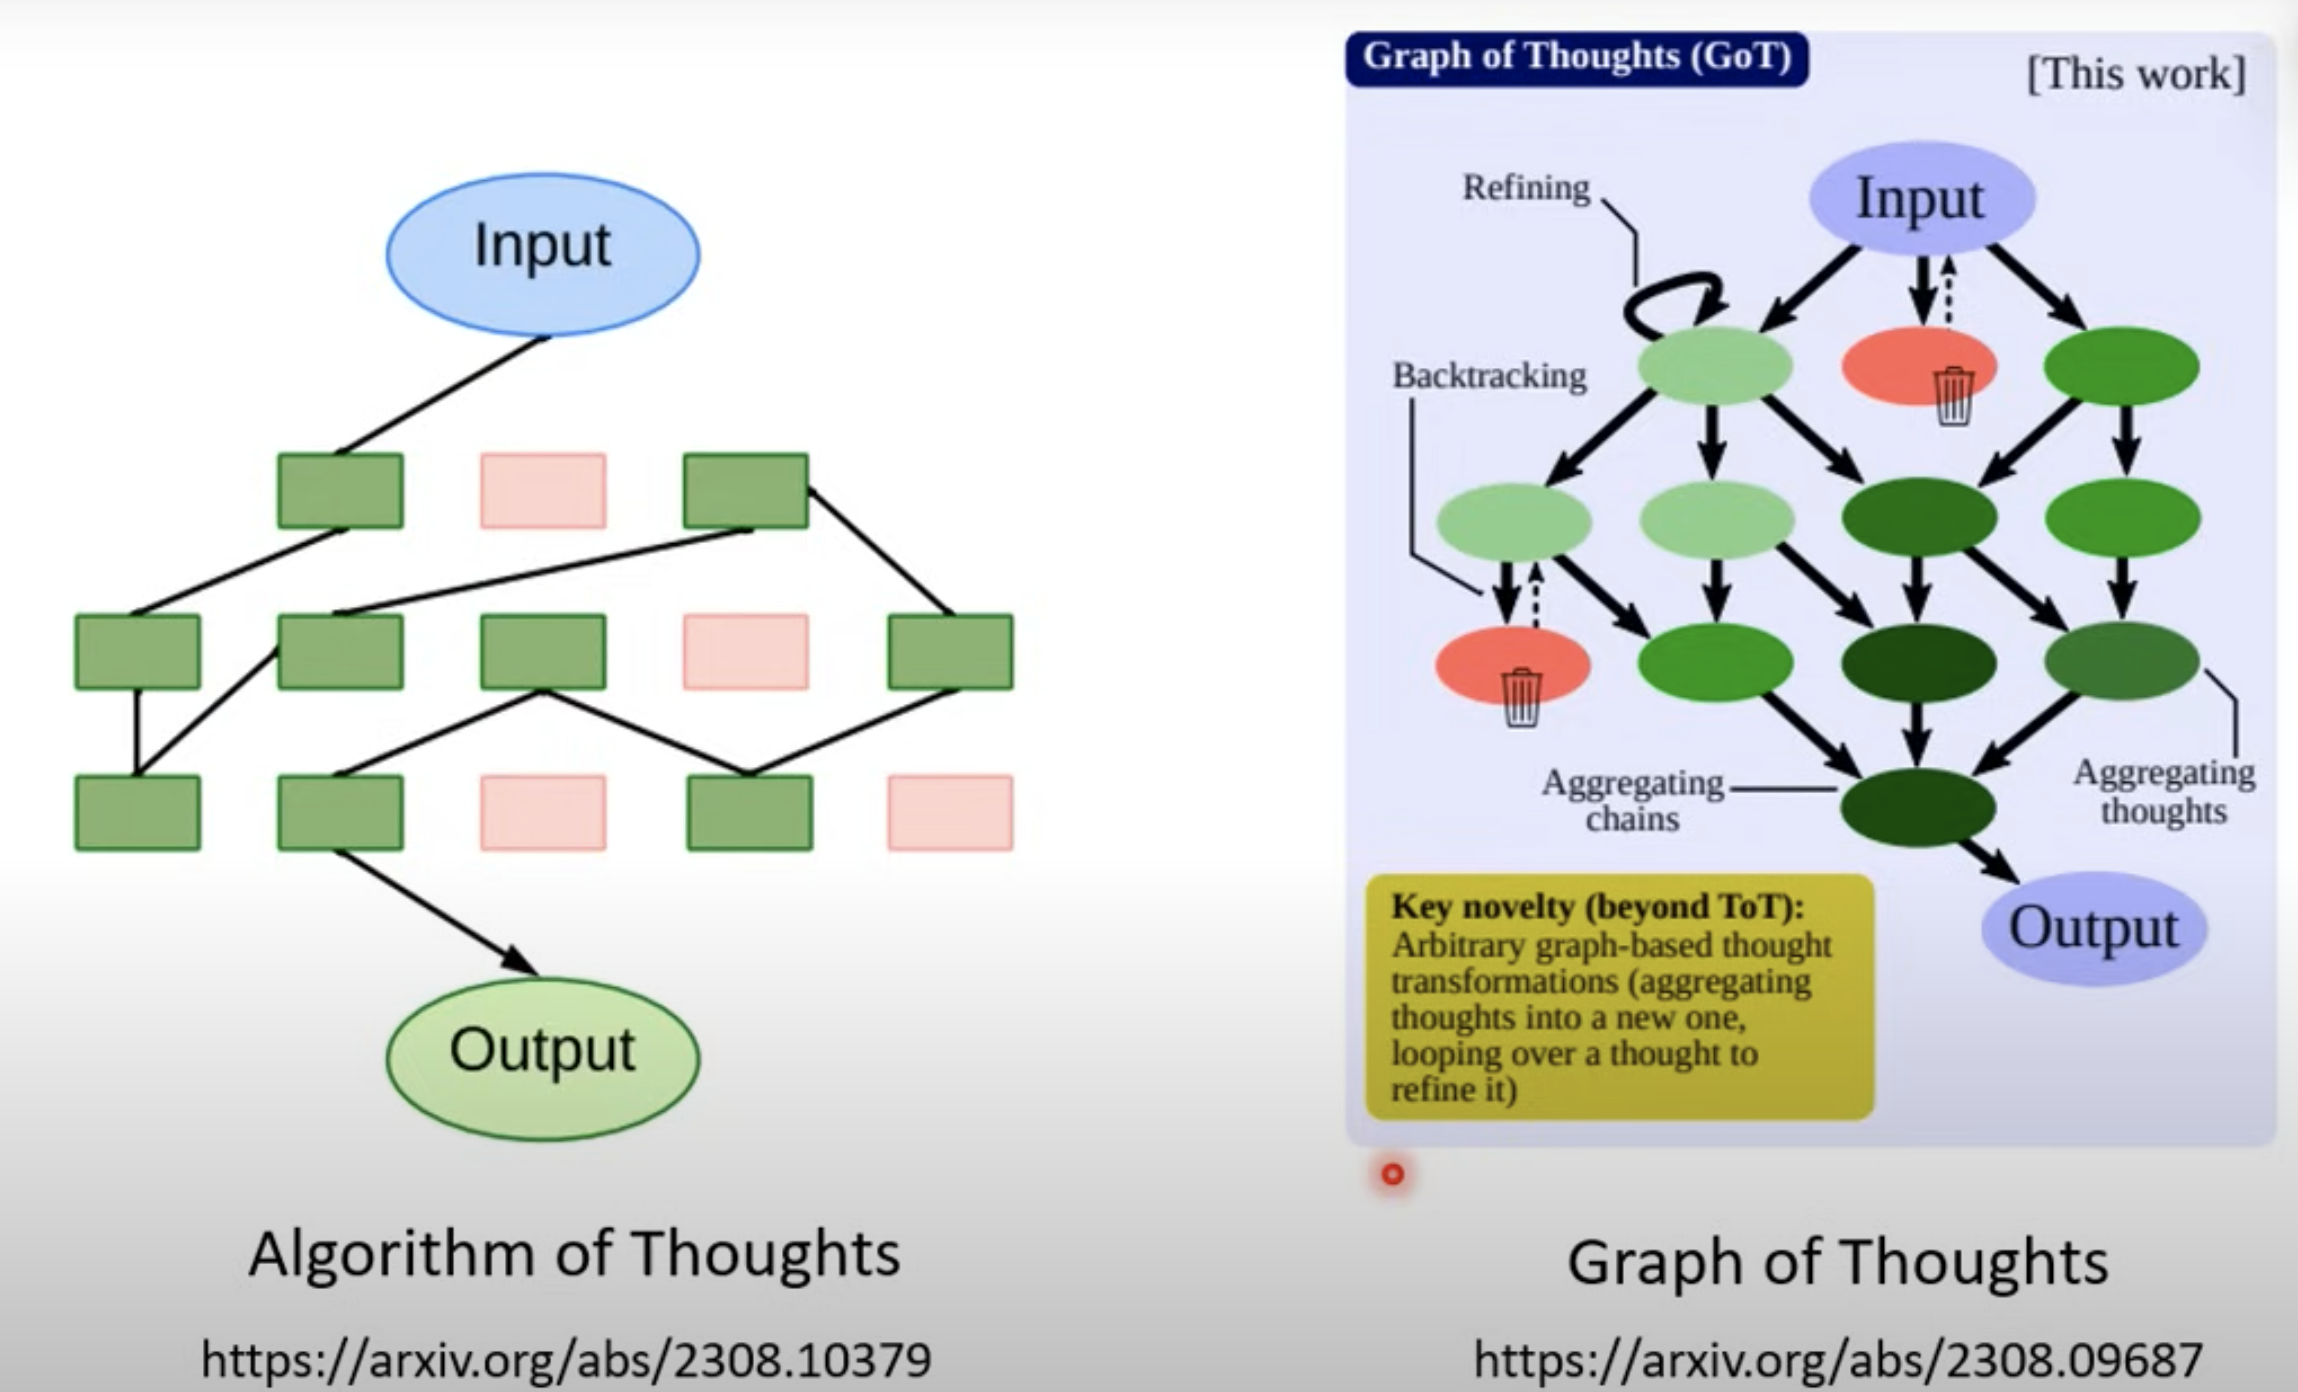 Input
Output
Algorithm of Thoughts
https://arxiv.org/abs/2308.10379
Graph of Thoughts (GoT)
[This work]
Refining
Input
Backtracking
Aggregating
chains
Aggregating
thoughts
Key novelty (beyond ToT):
Arbitrary graph-based thought
transformations (aggregating
thoughts into a new one,
looping over a thought to
refine it)
Output
Graph of Thoughts
https://arxiv.org/abs/2308.09687